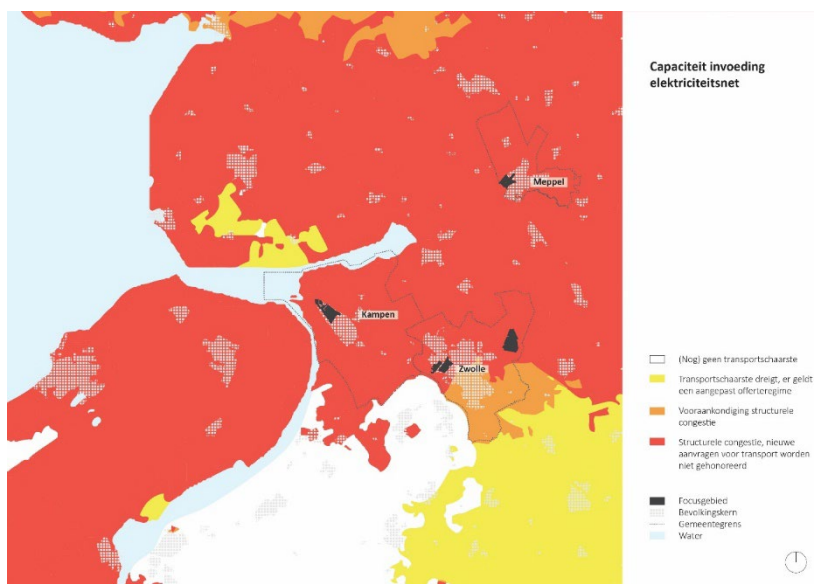 Capaciteit invoeding
elektriciteitsnet
Meppel
Kampen
Zwolle
(Nog) geen transportschaarste
Transportschaarste dreigt, er geldt
een aangepast offerteregime
Vooraankondiging structurele
congestie
Structurele congestie, nieuwe
aanvragen voor transport worden
niet gehonoreerd
Focusgebied
Bevolkingskern
Gemeentegrens
Water